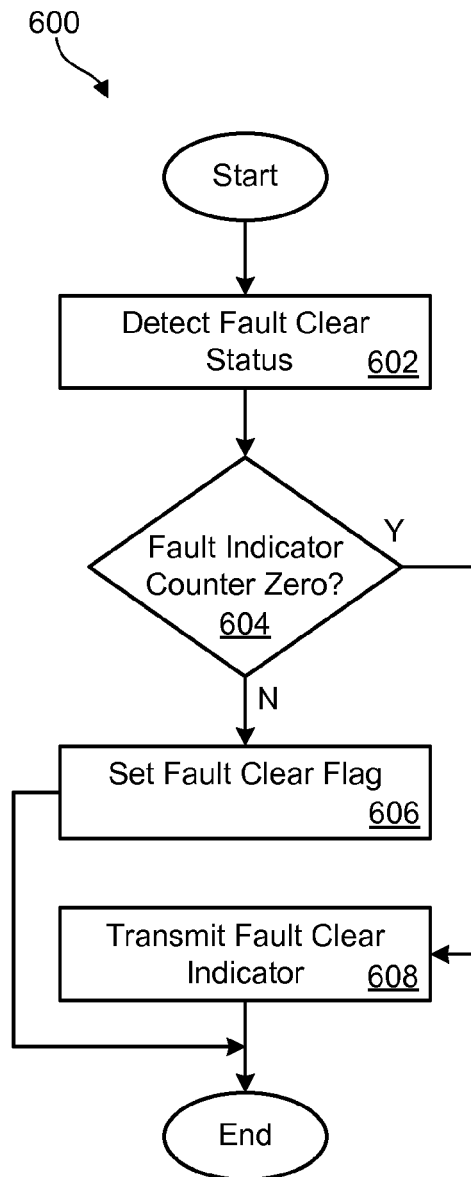 600
Start
Detect Fault Clear
Status
602
Fault Indicator
Counter Zero?
604
Y
N
Set Fault Clear Flag
606
Transmit Fault Clear
Indicator
608
End